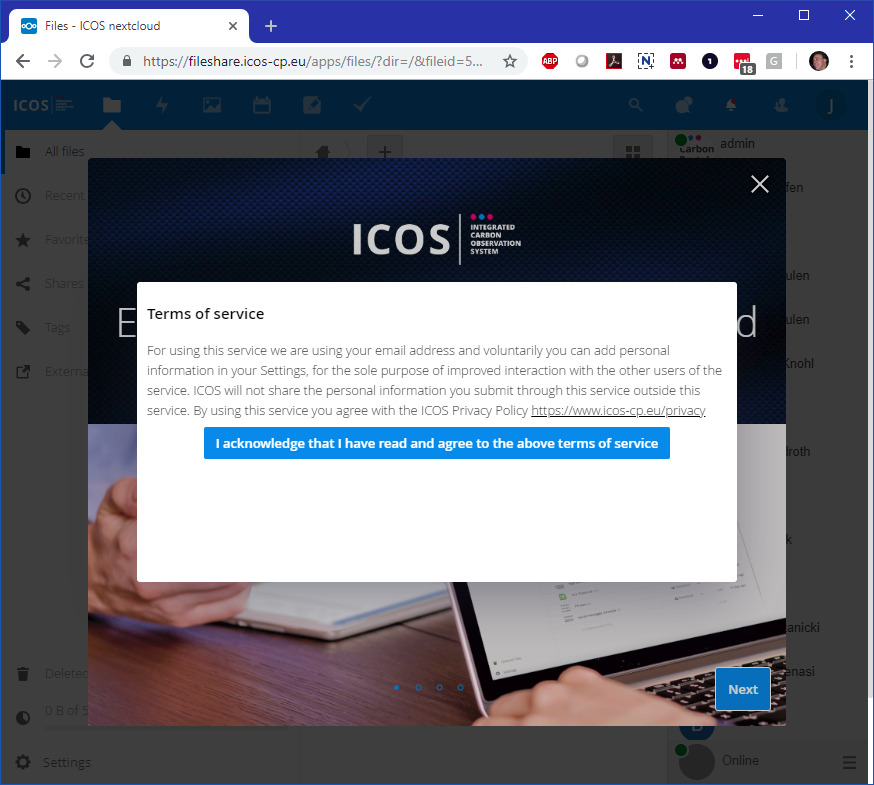 Files - ICOS nextcloud
https://fileshare.icos-cp.eu/apps/files/?dir=/&fileid=5...
ABP
N
1
18
G
ICOS
J
All files
Recent
Favorite
Shares
Tags
Externa
Deleted
0 B of 5
Settings
Carbon
admin
fen
ulen
ulen
Knohl
droth
k
anicki
enasi
Online
ICOS
INTEGRATED
CARBON
OBSERVATION
SYSTEM
E
d
Terms of service
For using this service we are using your email address and voluntarily you can add personal
information in your Settings, for the sole purpose of improved interaction with the other users of the
service. ICOS will not share the personal information you submit through this service outside this
service. By using this service you agree with the ICOS Privacy Policy https://www.icos-cp.eu/privacy
I acknowledge that I have read and agree to the above terms of service
Next